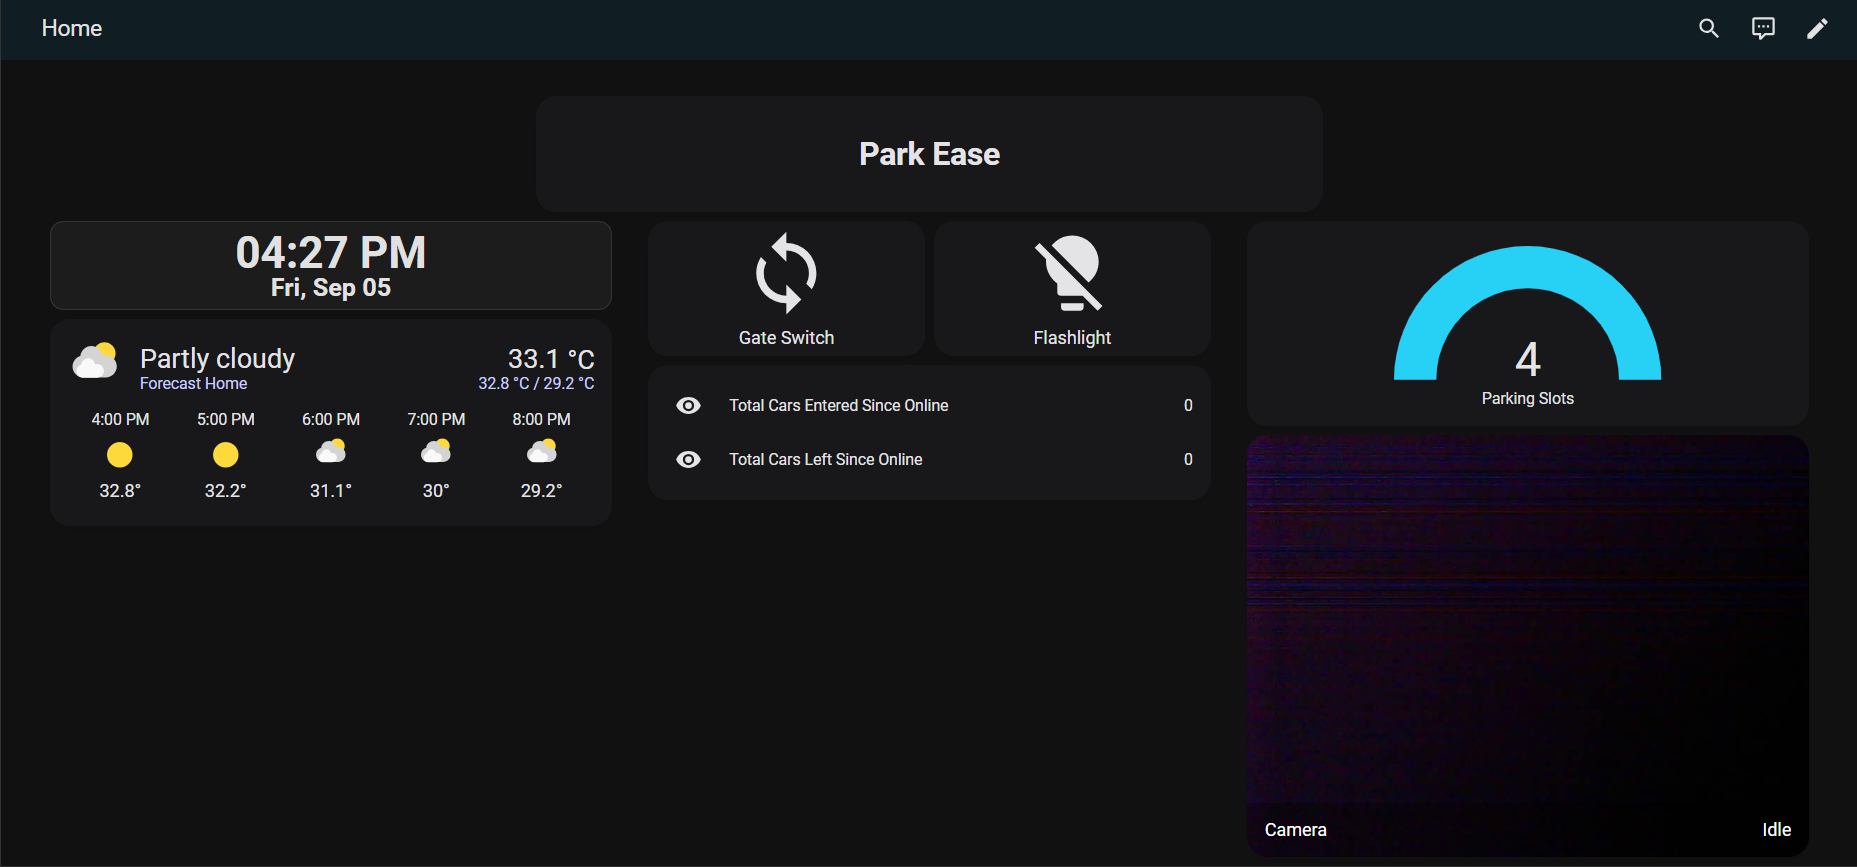 Home
Park Ease
04:27 PM
Fri, Sep 05
Partly cloudy 33.1 °C
Forecast Home 32.8 °C / 29.2 °C
4:00 PM 5:00 PM 6:00 PM 7:00 PM 8:00 PM
32.8° 32.2° 31.1° 30° 29.2°
Gate Switch
Flashlight
Total Cars Entered Since Online 0
Total Cars Left Since Online 0
4
Parking Slots
Camera Idle